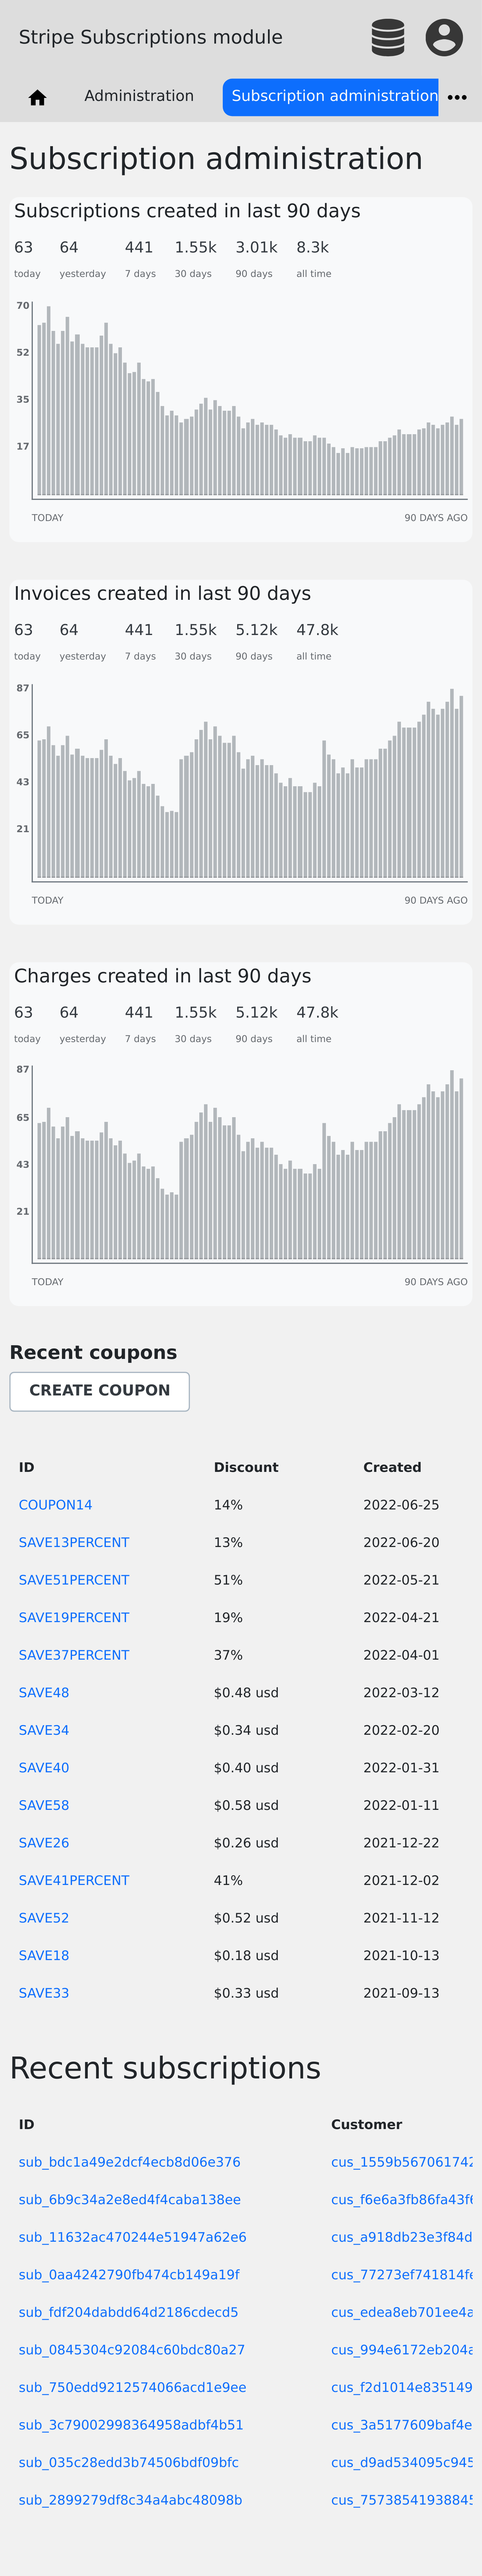 Stripe Subscriptions module
Administration
Subscription administration
Subscription administration
Subscriptions created in last 90 days
63 64 441 1.55k 3.01k 8.3k
today yesterday 7 days 30 days 90 days all time
70
52
35
17
TODAY 90 DAYS AGO
Invoices created in last 90 days
63 64 441 1.55k 5.12k 47.8k
today yesterday 7 days 30 days 90 days all time
87
65
43
21
TODAY 90 DAYS AGO
Charges created in last 90 days
63 64 441 1.55k 5.12k 47.8k
today yesterday 7 days 30 days 90 days all time
87
65
43
21
TODAY 90 DAYS AGO
Recent coupons
CREATE COUPON
ID Discount Created
COUPON14 14% 2022-06-25
SAVE13PERCENT 13% 2022-06-20
SAVE51PERCENT 51% 2022-05-21
SAVE19PERCENT 19% 2022-04-21
SAVE37PERCENT 37% 2022-04-01
SAVE48 $0.48 usd 2022-03-12
SAVE34 $0.34 usd 2022-02-20
SAVE40 $0.40 usd 2022-01-31
SAVE58 $0.58 usd 2022-01-11
SAVE26 $0.26 usd 2021-12-22
SAVE41PERCENT 41% 2021-12-02
SAVE52 $0.52 usd 2021-11-12
SAVE18 $0.18 usd 2021-10-13
SAVE33 $0.33 usd 2021-09-13
Recent subscriptions
ID Customer
sub_bdc1a49e2dcf4ecb8d06e376 cus_1559b567061742
sub_6b9c34a2e8ed4f4caba138ee cus_f6e6a3fb86fa43f6
sub_11632ac470244e51947a62e6 cus_a918db23e3f84d
sub_0aa4242790fb474cb149a19f cus_77273ef741814fe
sub_fdf204dabdd64d2186cdecd5 cus_edea8eb701ee4a
sub_0845304c92084c60bdc80a27 cus_994e6172eb204a
sub_750edd9212574066acd1e9ee cus_f2d1014e835149
sub_3c79002998364958adbf4b51 cus_3a5177609baf4e
sub_035c28edd3b74506bdf09bfc cus_d9ad534095c945
sub_2899279df8c34a4abc48098b cus_75738541938845